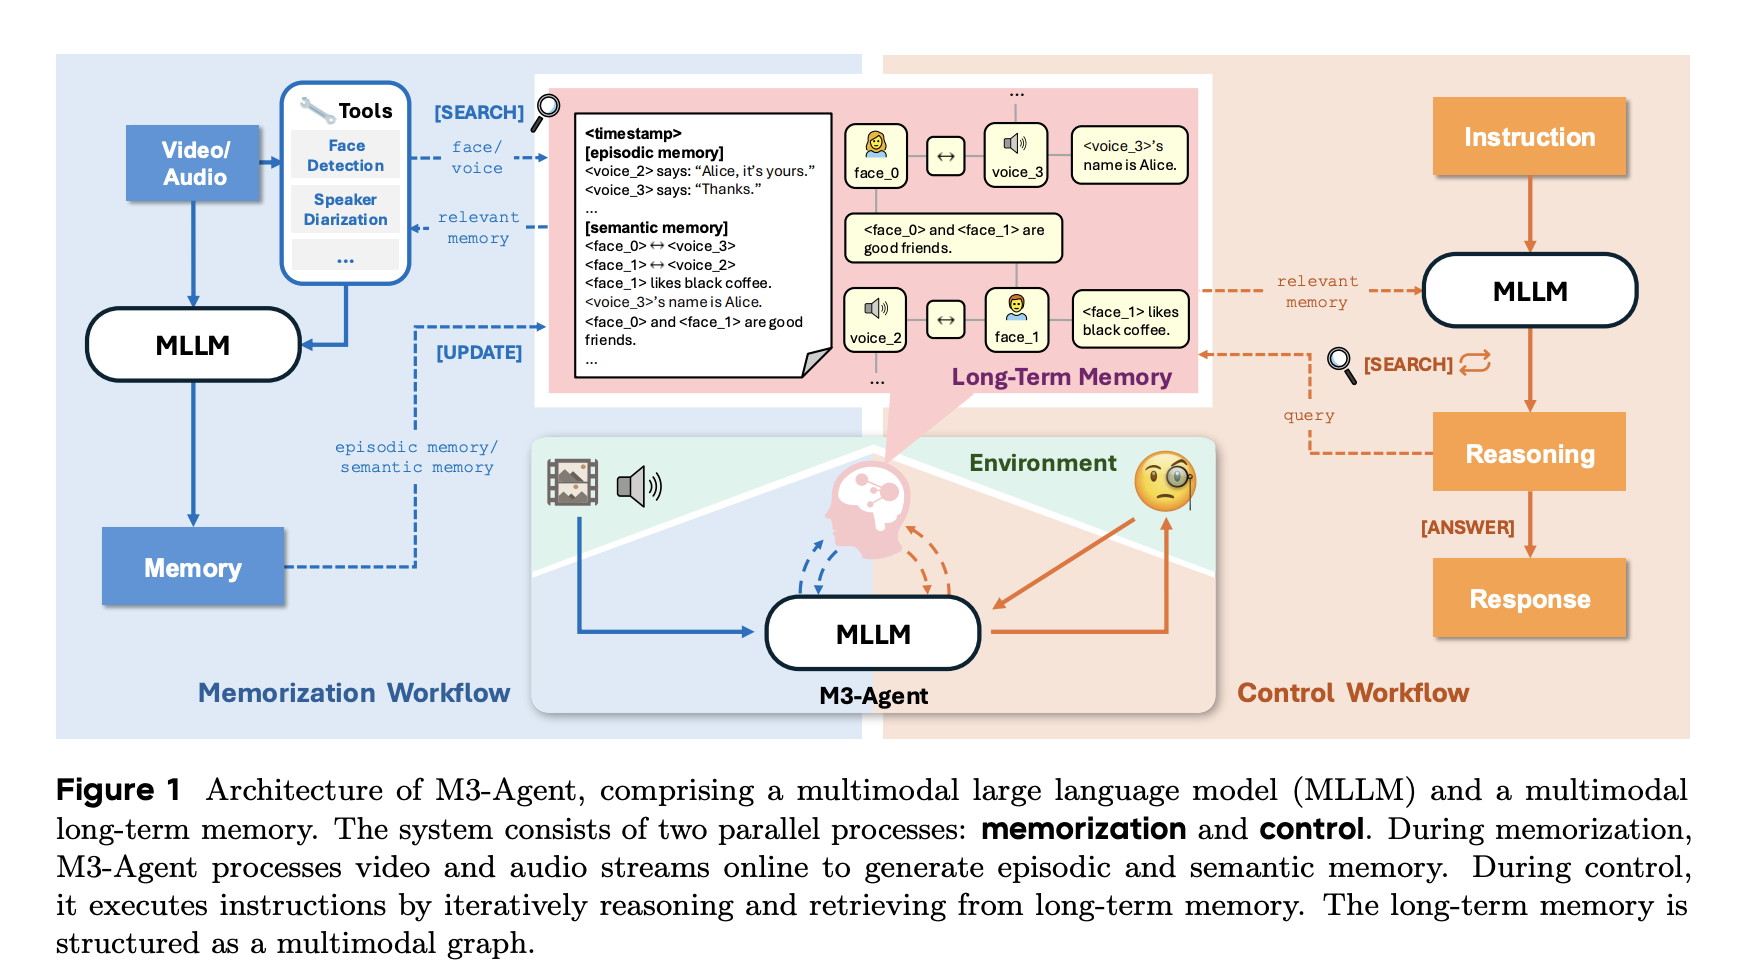 Video/
Audio
Tools
Face
Detection
Speaker
Diarization
...
[SEARCH]
face/
voice
relevant
memory
MLLM
[UPDATE]
episodic memory/
semantic memory
Memory
Memorization Workflow
<timestamp>
[episodic memory]
<voice_2> says: “Alice, it’s yours.”
<voice_3> says: “Thanks.”
...
[semantic memory]
<face_0> ↔ <voice_3>
<face_1> ↔ <voice_2>
<face_1> likes black coffee.
<voice_3>’s name is Alice.
<face_0> and <face_1> are good
friends.
...
...
face_0
↔
voice_3
<voice_3>’s
name is Alice.
<face_0> and <face_1> are
good friends.
voice_2
↔
face_1
<face_1> likes
black coffee.
...
Long-Term Memory
Environment
MLLM
M3-Agent
Instruction
relevant
memory
MLLM
[SEARCH]
query
Reasoning
[ANSWER]
Response
Control Workflow
Figure 1 Architecture of M3-Agent, comprising a multimodal large language model (MLLM) and a multimodal
long-term memory. The system consists of two parallel processes: memorization and control. During memorization,
M3-Agent processes video and audio streams online to generate episodic and semantic memory. During control,
it executes instructions by iteratively reasoning and retrieving from long-term memory. The long-term memory is
structured as a multimodal graph.